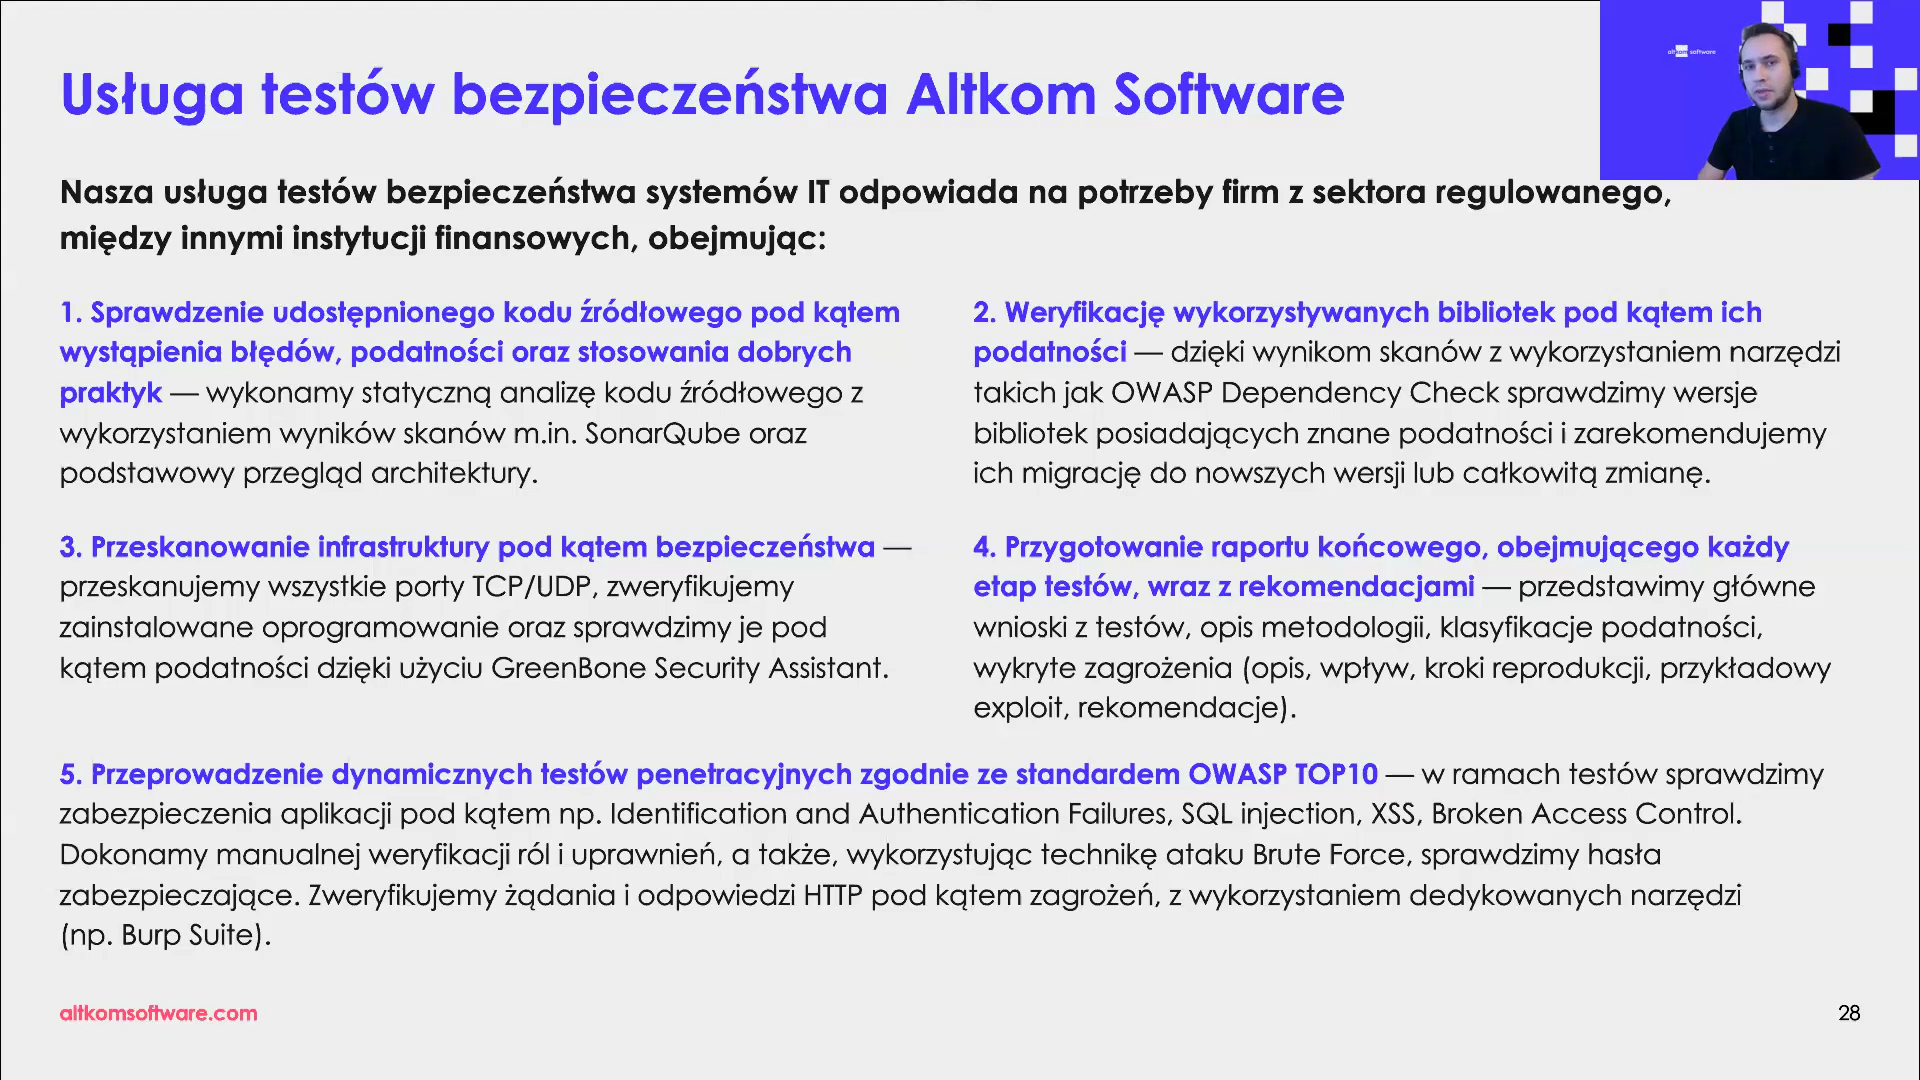 Usługa testów bezpieczeństwa Altkom Software
altkom software
Nasza usługa testów bezpieczeństwa systemów IT odpowiada na potrzeby firm z sektora regulowanego,
między innymi instytucji finansowych, obejmując:
1. Sprawdzenie udostępnionego kodu źródłowego pod kątem
wystąpienia błędów, podatności oraz stosowania dobrych
praktyk — wykonamy statyczną analizę kodu źródłowego z
wykorzystaniem wyników skanów m.in. SonarQube oraz
podstawowy przegląd architektury.
2. Weryfikację wykorzystywanych bibliotek pod kątem ich
podatności — dzięki wynikom skanów z wykorzystaniem narzędzi
takich jak OWASP Dependency Check sprawdzimy wersje
bibliotek posiadających znane podatności i zarekomendujemy
ich migrację do nowszych wersji lub całkowitą zmianę.
3. Przeskanowanie infrastruktury pod kątem bezpieczeństwa —
przeskanujemy wszystkie porty TCP/UDP, zweryfikujemy
zainstalowane oprogramowanie oraz sprawdzimy je pod
kątem podatności dzięki użyciu GreenBone Security Assistant.
4. Przygotowanie raportu końcowego, obejmującego każdy
etap testów, wraz z rekomendacjami — przedstawimy główne
wnioski z testów, opis metodologii, klasyfikacje podatności,
wykryte zagrożenia (opis, wpływ, kroki reprodukcji, przykładowy
exploit, rekomendacje).
5. Przeprowadzenie dynamicznych testów penetracyjnych zgodnie ze standardem OWASP TOP10 — w ramach testów sprawdzimy
zabezpieczenia aplikacji pod kątem np. Identification and Authentication Failures, SQL injection, XSS, Broken Access Control.
Dokonamy manualnej weryfikacji ról i uprawnień, a także, wykorzystując technikę ataku Brute Force, sprawdzimy hasła
zabezpieczające. Zweryfikujemy żądania i odpowiedzi HTTP pod kątem zagrożeń, z wykorzystaniem dedykowanych narzędzi
(np. Burp Suite).
altkomsoftware.com
28